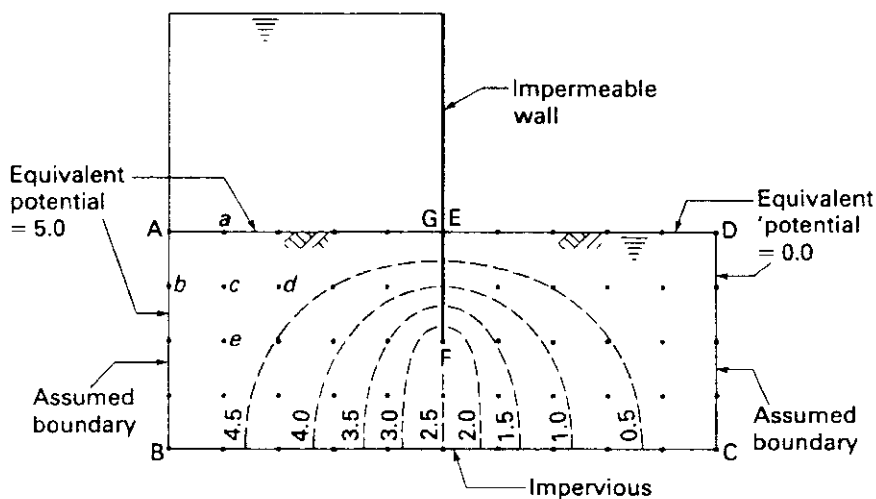 Impermeable
wall
Equivalent
potential
= 5.0
Equivalent
'potential
= 0.0
A
a
G
E
D
b
c
d
e
F
Assumed
boundary
Assumed
boundary
4.5
4.0
3.5
3.0
2.5
2.0
1.5
1.0
0.5
B
C
Impervious